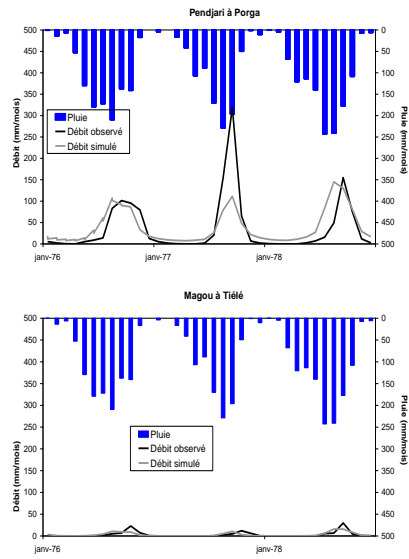 Pendjari à Porga
Débit (mm/mois)
500
450
400
350
300
250
200
150
100
50
0
Pluie
Débit observé
Débit simulé
0
50
100
150
200
250
300
350
400
450
500
Pluie (mm/mois)
janv-76
janv-77
janv-78
Magou à Tiélé
Débit (mm/mois)
500
450
400
350
300
250
200
150
100
50
0
Pluie
Débit observé
Débit simulé
0
50
100
150
200
250
300
350
400
450
500
Pluie (mm/mois)
janv-76
janv-78